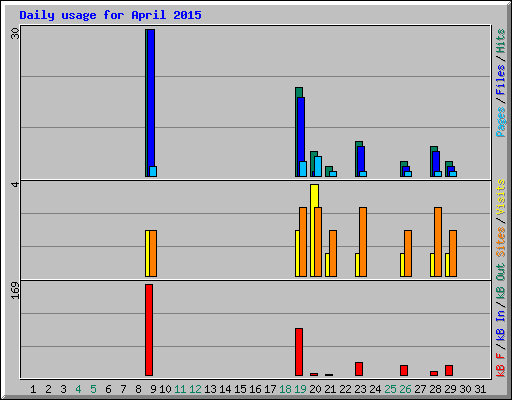 Daily usage for April 2015
30
Pages / Files / Hits
4
Sites / Visits
169
kB F / kB In / kB Out
1 2 3 4 5 6 7 8 9 10 11 12 13 14 15 16 17 18 19 20 21 22 23 24 25 26 27 28 29 30 31